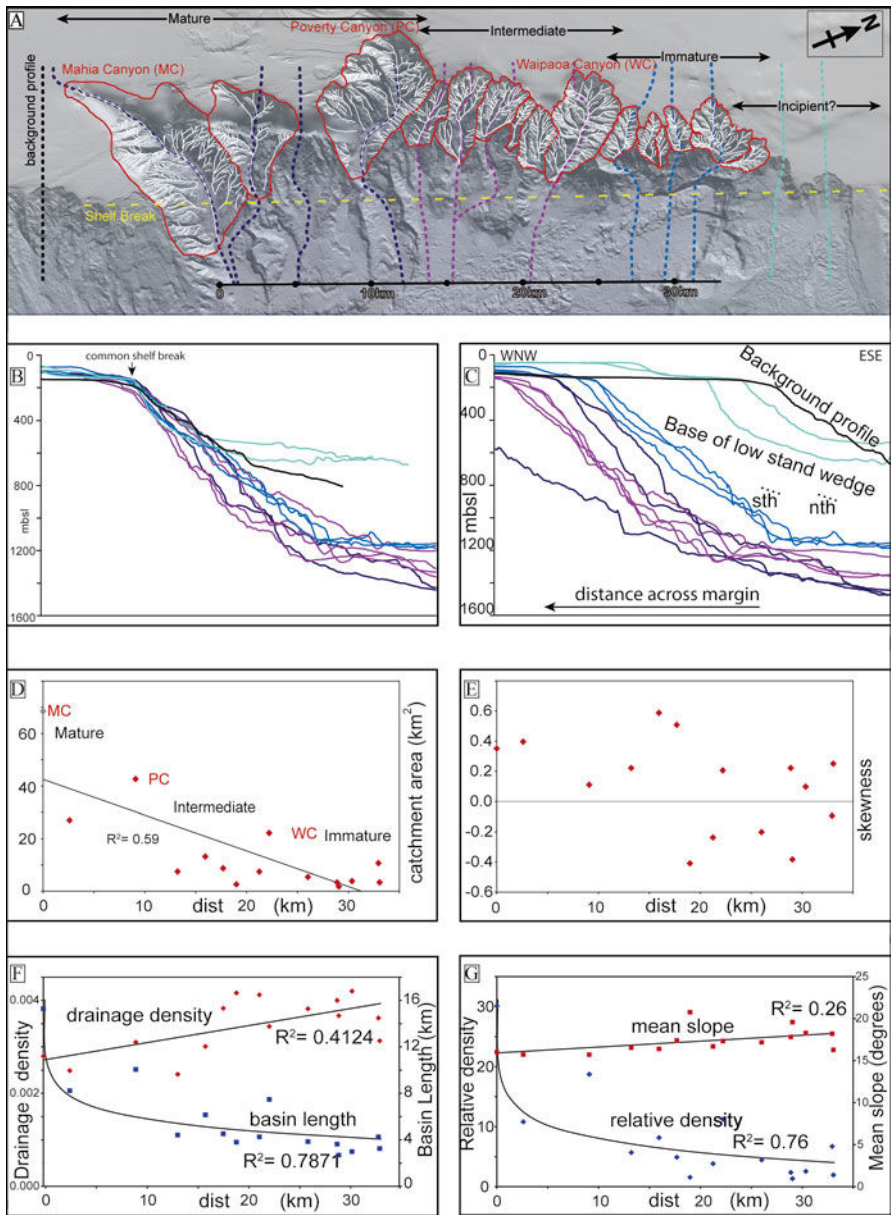 A
Mature
Poverty Canyon (PC)
Intermediate
N
Mahia Canyon (MC)
Waipaoa Canyon (WC)
Immature
Incipient?
background profile
Shelf Break
0
10km
20km
30km
B
0
common shelf break
400
800
mbsl
1200
1600
C
0
WNW
ESE
Background profile
400
Base of low stand wedge
800
sth
nth
mbsl
1200
distance across margin
1600
D
MC
60
Mature
PC
40
Intermediate
WC
Immature
20
R²= 0.59
0
0
10
20
30
dist (km)
catchment area (km²)
E
0.6
0.4
0.2
0.0
-0.2
-0.4
-0.6
0
10
20
30
dist (km)
skewness
F
0.004
drainage density
16
R²= 0.4124
12
0.002
8
basin length
4
R²= 0.7871
0.000
0
0
10
20
30
dist (km)
Drainage density
Basin Length (km)
G
25
30
R²= 0.26
20
mean slope
20
15
10
relative density
10
R²= 0.76
5
0
0
0
10
20
30
dist (km)
Relative density
Mean slope (degrees)